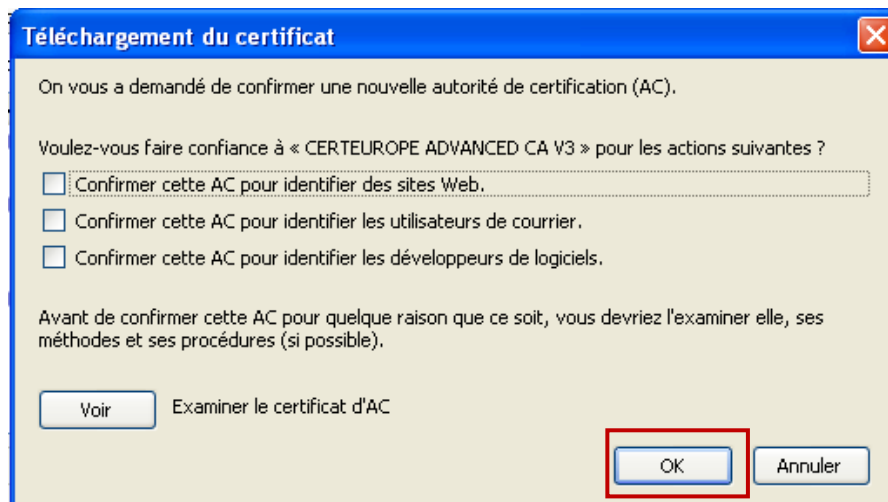 Téléchargement du certificat
On vous a demandé de confirmer une nouvelle autorité de certification (AC).
Voulez-vous faire confiance à « CERTEUROPE ADVANCED CA V3 » pour les actions suivantes ?
Confirmer cette AC pour identifier des sites Web.
Confirmer cette AC pour identifier les utilisateurs de courrier.
Confirmer cette AC pour identifier les développeurs de logiciels.
Avant de confirmer cette AC pour quelque raison que ce soit, vous devriez l'examiner elle, ses
méthodes et ses procédures (si possible).
Voir Examiner le certificat d'AC
OK Annuler